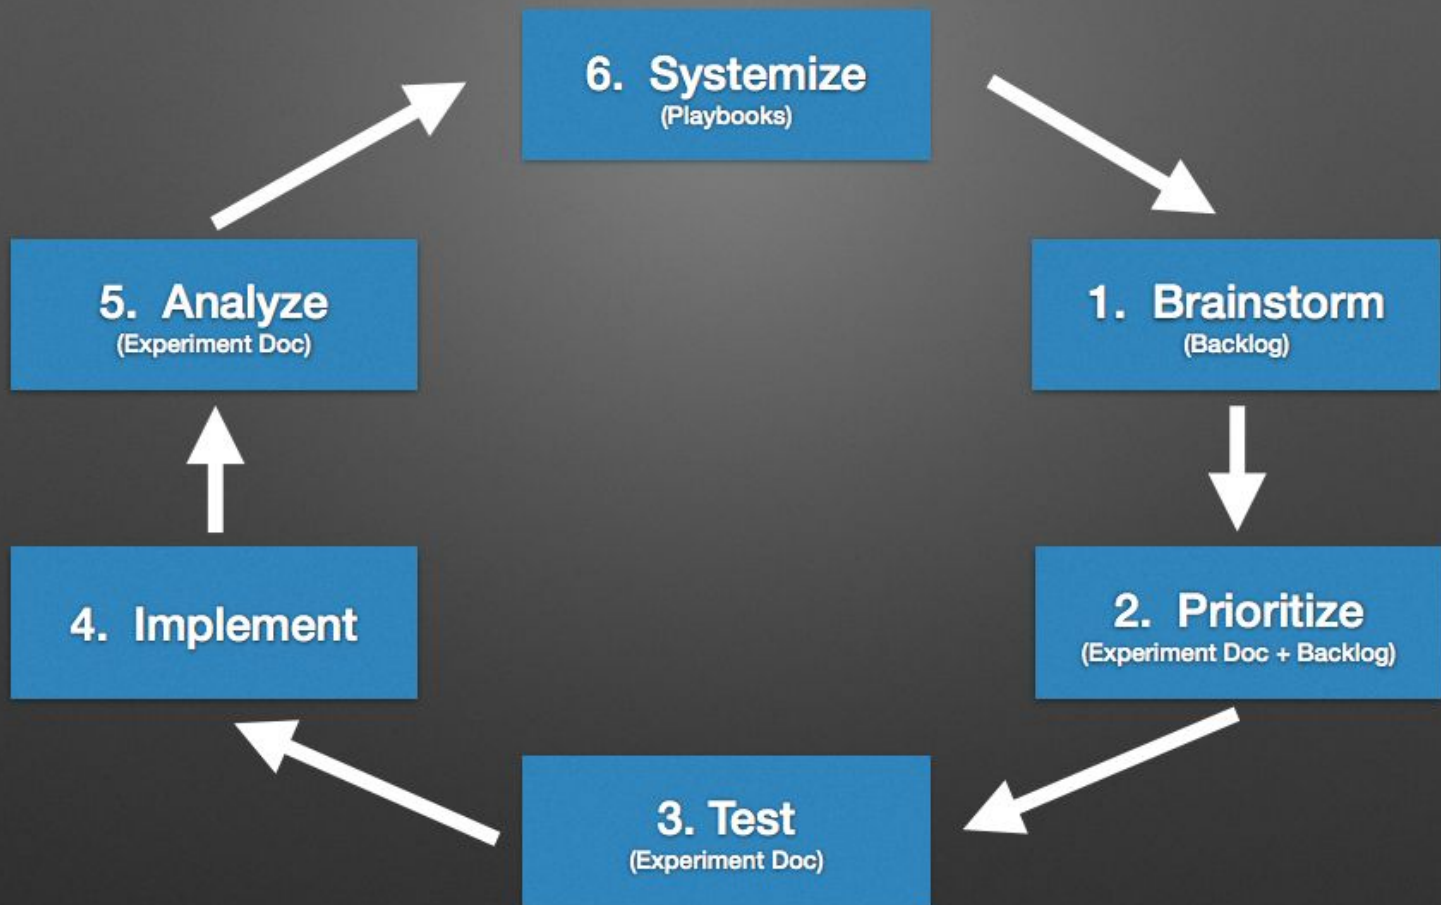 6. Systemize
(Playbooks)
5. Analyze
(Experiment Doc)
1. Brainstorm
(Backlog)
4. Implement
2. Prioritize
(Experiment Doc + Backlog)
3. Test
(Experiment Doc)